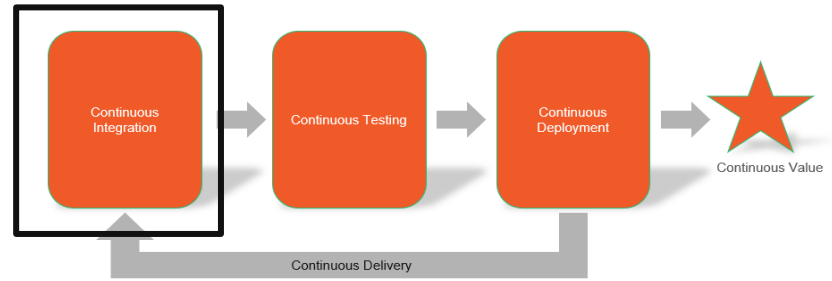 Continuous
Integration
Continuous Testing
Continuous
Deployment
Continuous Value
Continuous Delivery